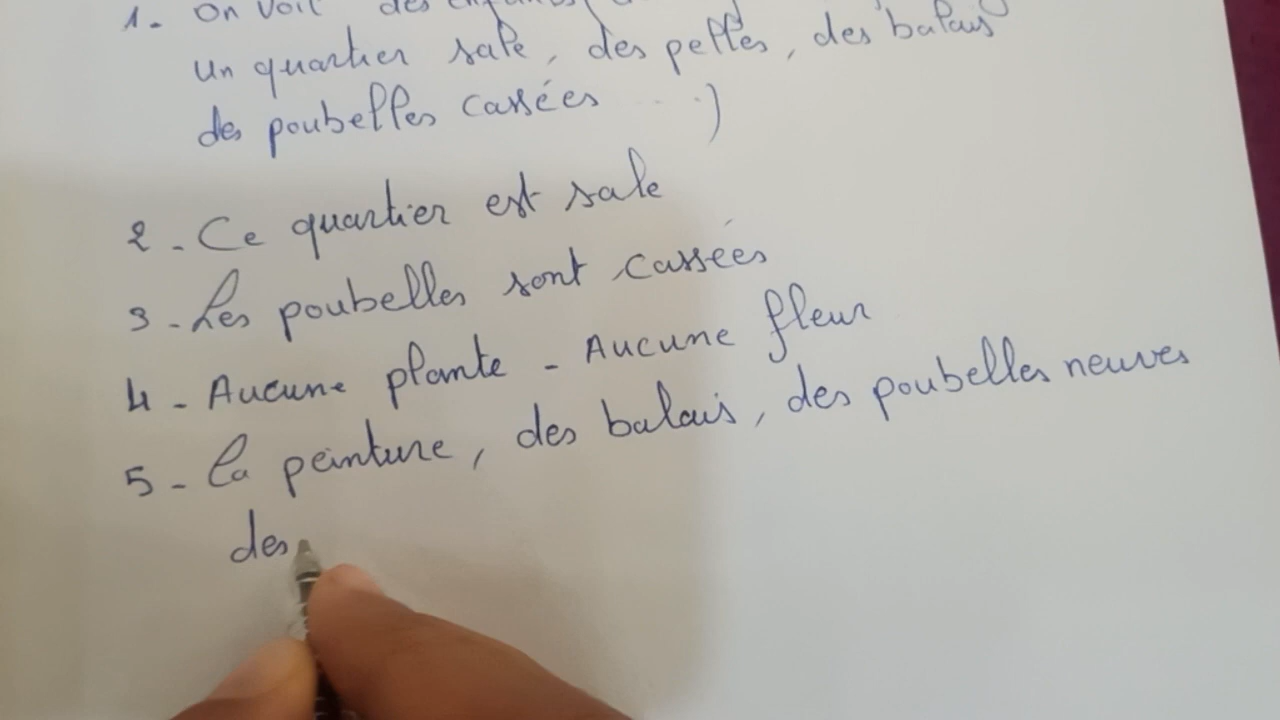 1. On voit des enfants,
un quartier sale, des pelles, des balais
des poubelles cassées ...)
2. Ce quartier est sale
3. Les poubelles sont cassées
4. Aucune plante - Aucune fleur
5. La peinture, des balais, des poubelles neuves
des